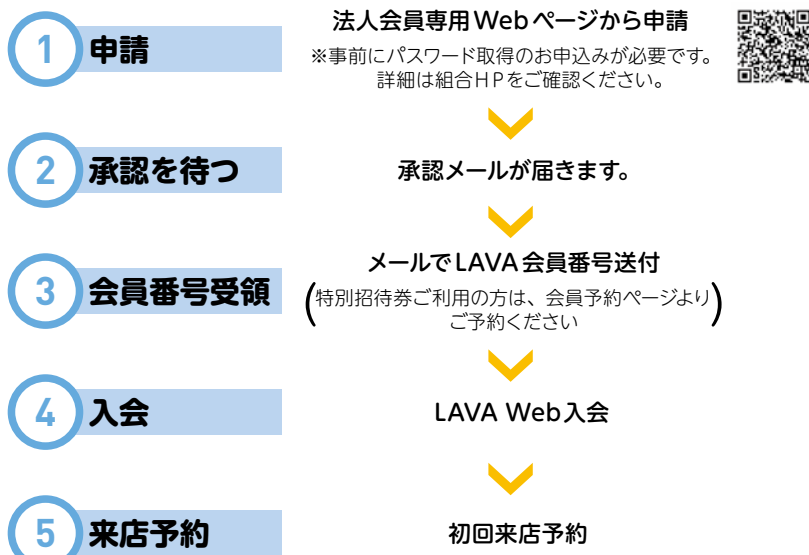 1 申請
法人会員専用Webページから申請
※事前にパスワード取得のお申込みが必要です。
詳細は組合HPをご確認ください。
2 承認を待つ
承認メールが届きます。
3 会員番号受領
メールでLAVA会員番号送付
(特別招待券ご利用の方は、会員予約ページより
ご予約ください)
4 入会
LAVA Web入会
5 来店予約
初回来店予約